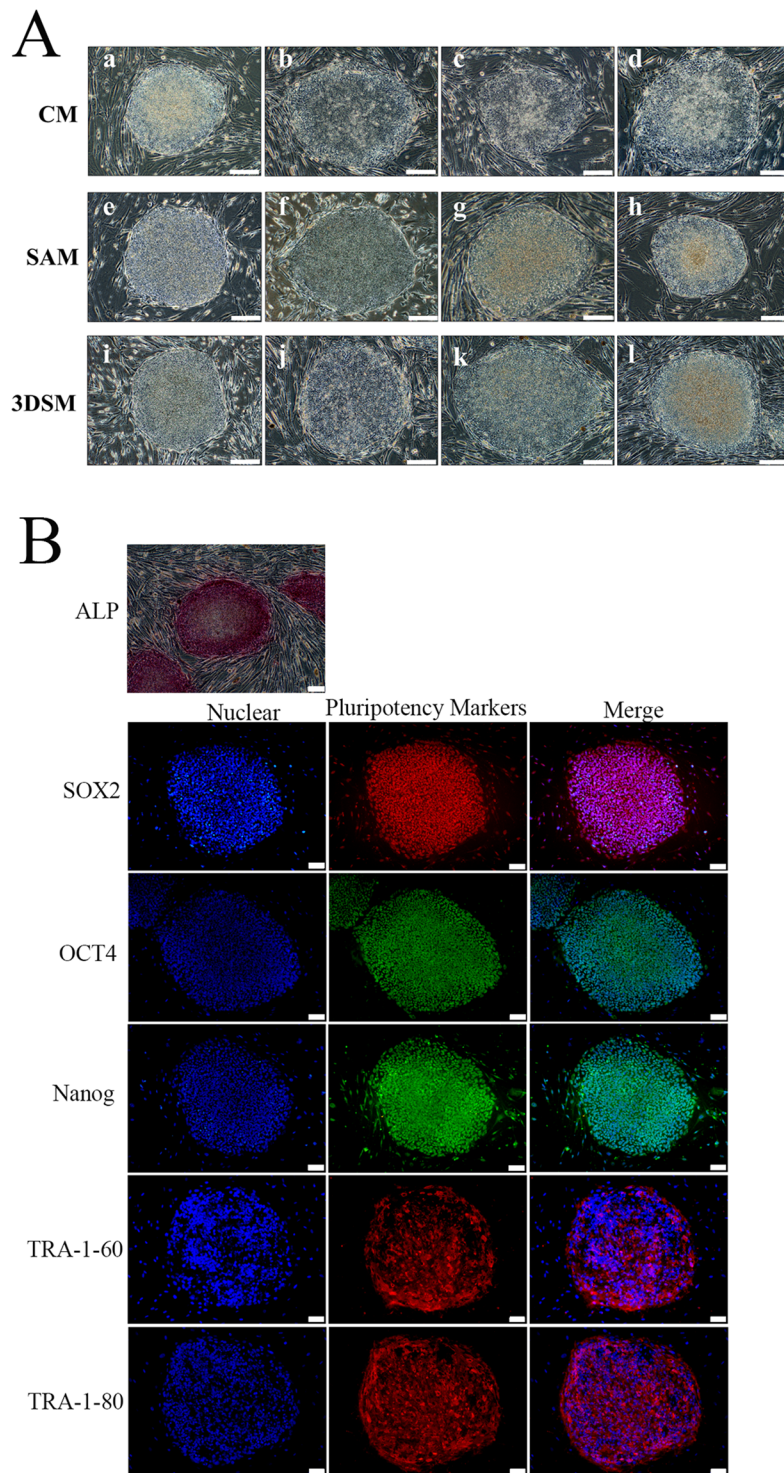 A
CM
a
b
c
d
SAM
e
f
g
h
3DSM
i
j
k
l
B
ALP
Nuclear
Pluripotency Markers
Merge
SOX2
OCT4
Nanog
TRA-1-60
TRA-1-80